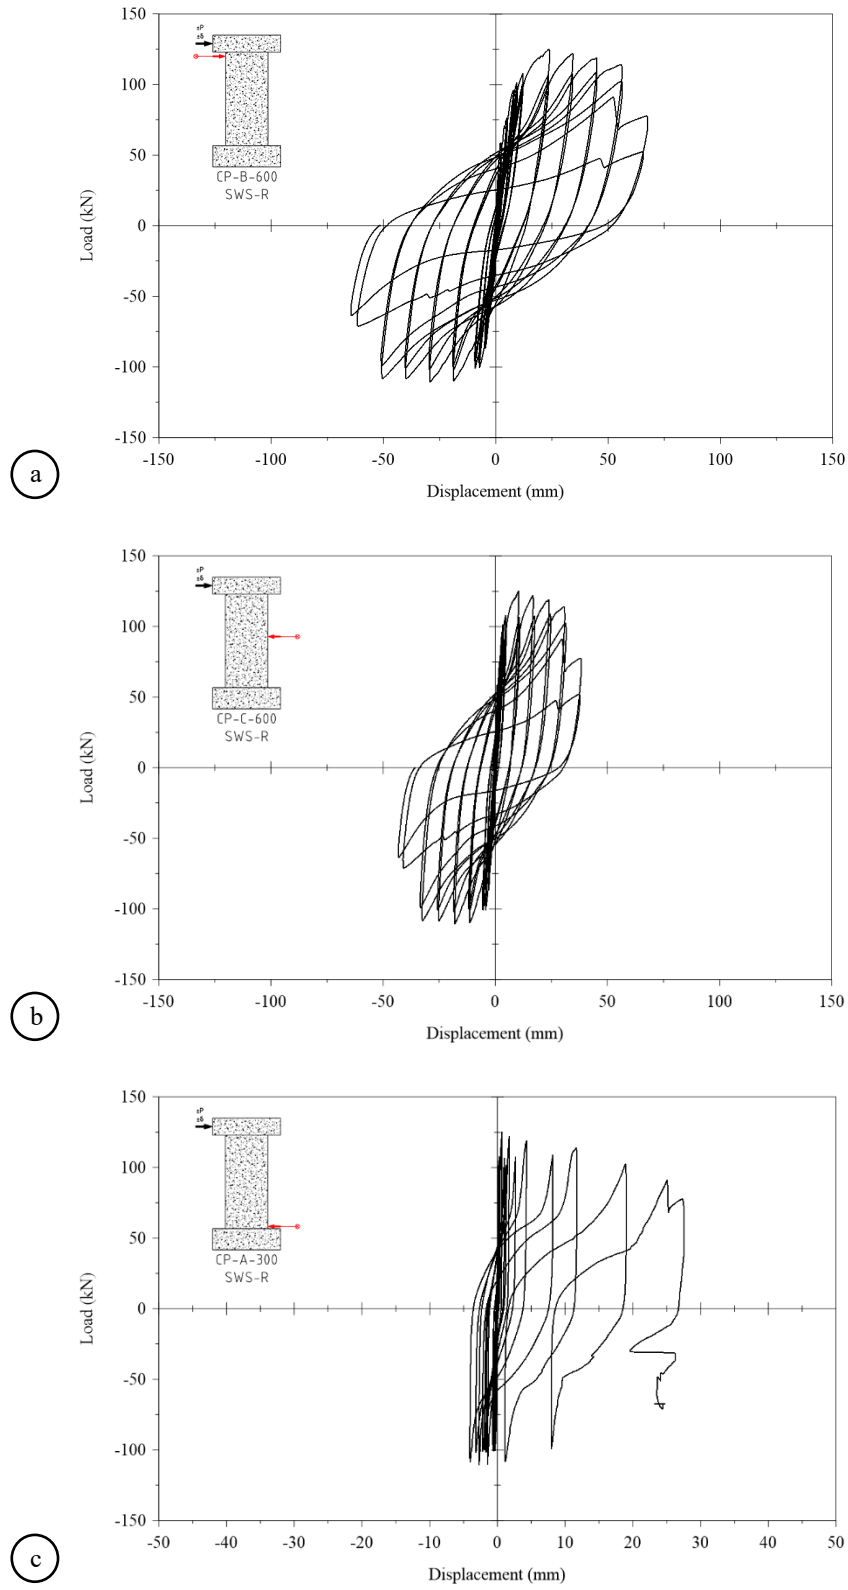 150
±P
±δ
100
50
CP-B-600
SWS-R
Load (kN)
0
-50
-100
-150
-150 -100 -50 0 50 100 150
a
Displacement (mm)
150
±P
±δ
100
50
CP-C-600
SWS-R
Load (kN)
0
-50
-100
-150
-150 -100 -50 0 50 100 150
b
Displacement (mm)
150
±P
±δ
100
50
CP-A-300
SWS-R
Load (kN)
0
-50
-100
-150
-50 -40 -30 -20 -10 0 10 20 30 40 50
c
Displacement (mm)